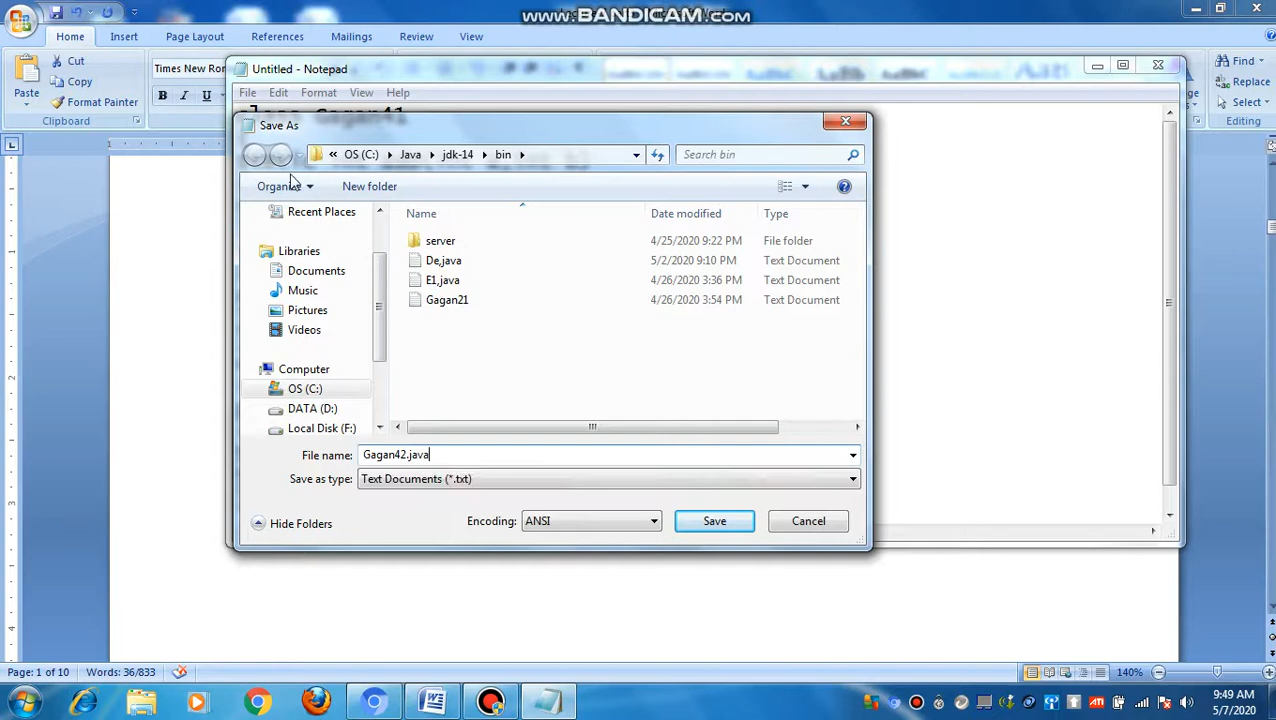 www.BANDICAM.com
Home Insert Page Layout References Mailings Review View
Cut
Copy
Format Painter
Paste
Clipboard
Times New Ror
B I U
Find
Replace
Select
Editing
Untitled - Notepad
File Edit Format View Help
class Gagan41
Save As
« OS (C:) Java jdk-14 bin
Search bin
Organize New folder
Name Date modified Type
server 4/25/2020 9:22 PM File folder
De,java 5/2/2020 9:10 PM Text Document
E1,java 4/26/2020 3:36 PM Text Document
Gagan21 4/26/2020 3:54 PM Text Document
Recent Places
Libraries
Documents
Music
Pictures
Videos
Computer
OS (C:)
DATA (D:)
Local Disk (F:)
File name: Gagan42.java
Save as type: Text Documents (*.txt)
Hide Folders
Encoding: ANSI
Save
Cancel
Page: 1 of 10 Words: 36/833
140%
9:49 AM
5/7/2020